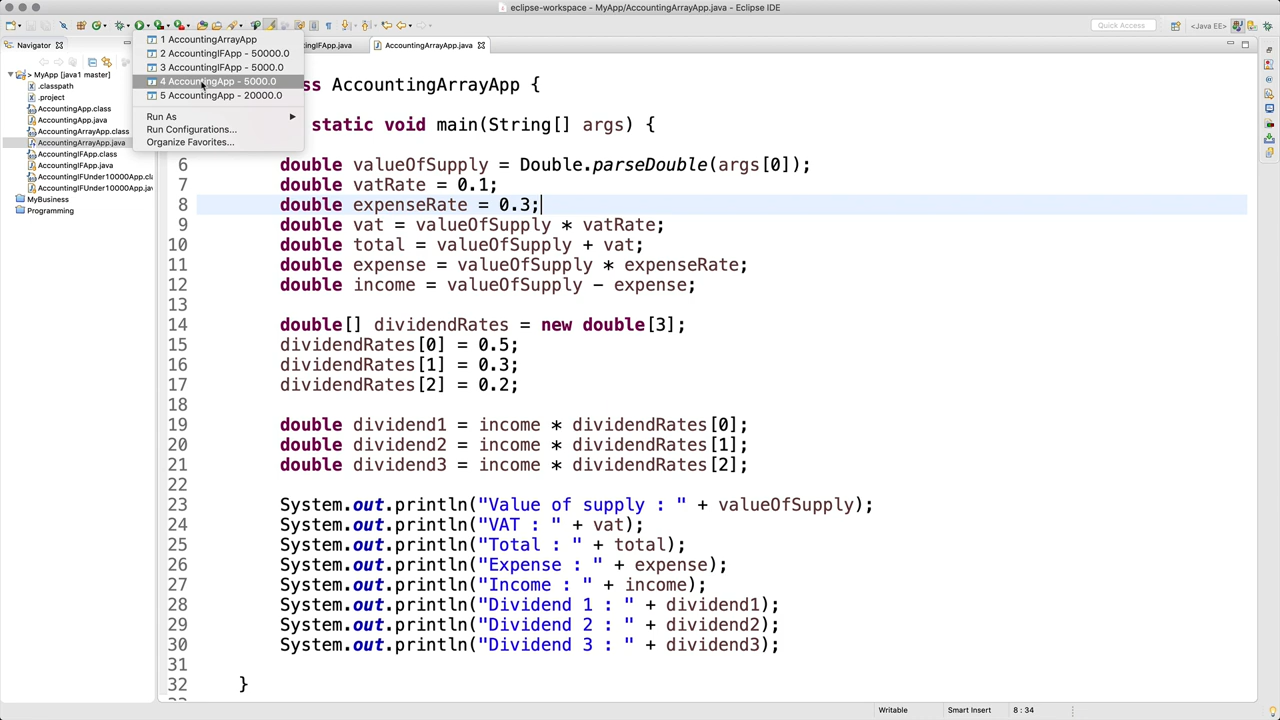 eclipse-workspace - MyApp/AccountingArrayApp.java - Eclipse IDE
Quick Access
<Java EE>
Navigator
1 AccountingArrayApp
2 AccountingIFApp - 50000.0
3 AccountingIFApp - 5000.0
4 AccountingApp - 5000.0
5 AccountingApp - 20000.0
Run As
Run Configurations...
Organize Favorites...
> MyApp [java1 master]
.classpath
.project
AccountingApp.class
AccountingApp.java
AccountingArrayApp.class
AccountingArrayApp.java
AccountingIFApp.class
AccountingIFApp.java
AccountingIFUnder10000App.cla
AccountingIFUnder10000App.jav
MyBusiness
Programming
IFApp.java
AccountingArrayApp.java
ss AccountingArrayApp {
static void main(String[] args) {
6 double valueOfSupply = Double.parseDouble(args[0]);
7 double vatRate = 0.1;
8 double expenseRate = 0.3;
9 double vat = valueOfSupply * vatRate;
10 double total = valueOfSupply + vat;
11 double expense = valueOfSupply * expenseRate;
12 double income = valueOfSupply - expense;
13
14 double[] dividendRates = new double[3];
15 dividendRates[0] = 0.5;
16 dividendRates[1] = 0.3;
17 dividendRates[2] = 0.2;
18
19 double dividend1 = income * dividendRates[0];
20 double dividend2 = income * dividendRates[1];
21 double dividend3 = income * dividendRates[2];
22
23 System.out.println("Value of supply : " + valueOfSupply);
24 System.out.println("VAT : " + vat);
25 System.out.println("Total : " + total);
26 System.out.println("Expense : " + expense);
27 System.out.println("Income : " + income);
28 System.out.println("Dividend 1 : " + dividend1);
29 System.out.println("Dividend 2 : " + dividend2);
30 System.out.println("Dividend 3 : " + dividend3);
31
32 }
Writable
Smart Insert
8 : 34